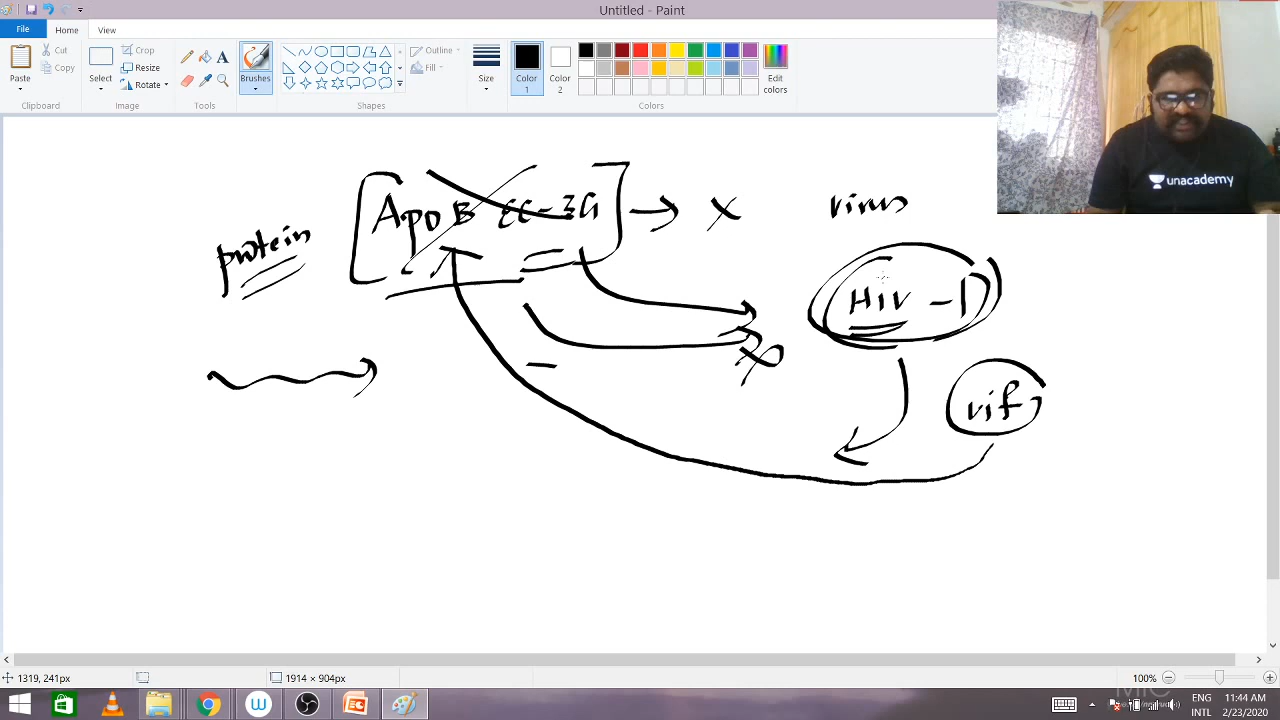 Untitled - Paint
File
Home
View
Paste
Cut
Copy
Clipboard
Select
Crop
Resize
Rotate
Image
A
Tools
Brushes
Outline
Fill
Shapes
Size
Color
1
Color
2
Edit
colors
Colors
unacademy
protein
[ApoB EC-3G] → X
virus
HIV -1
vif
1319, 241px
1914 × 904px
100%
ENG
INTL
11:44 AM
2/23/2020